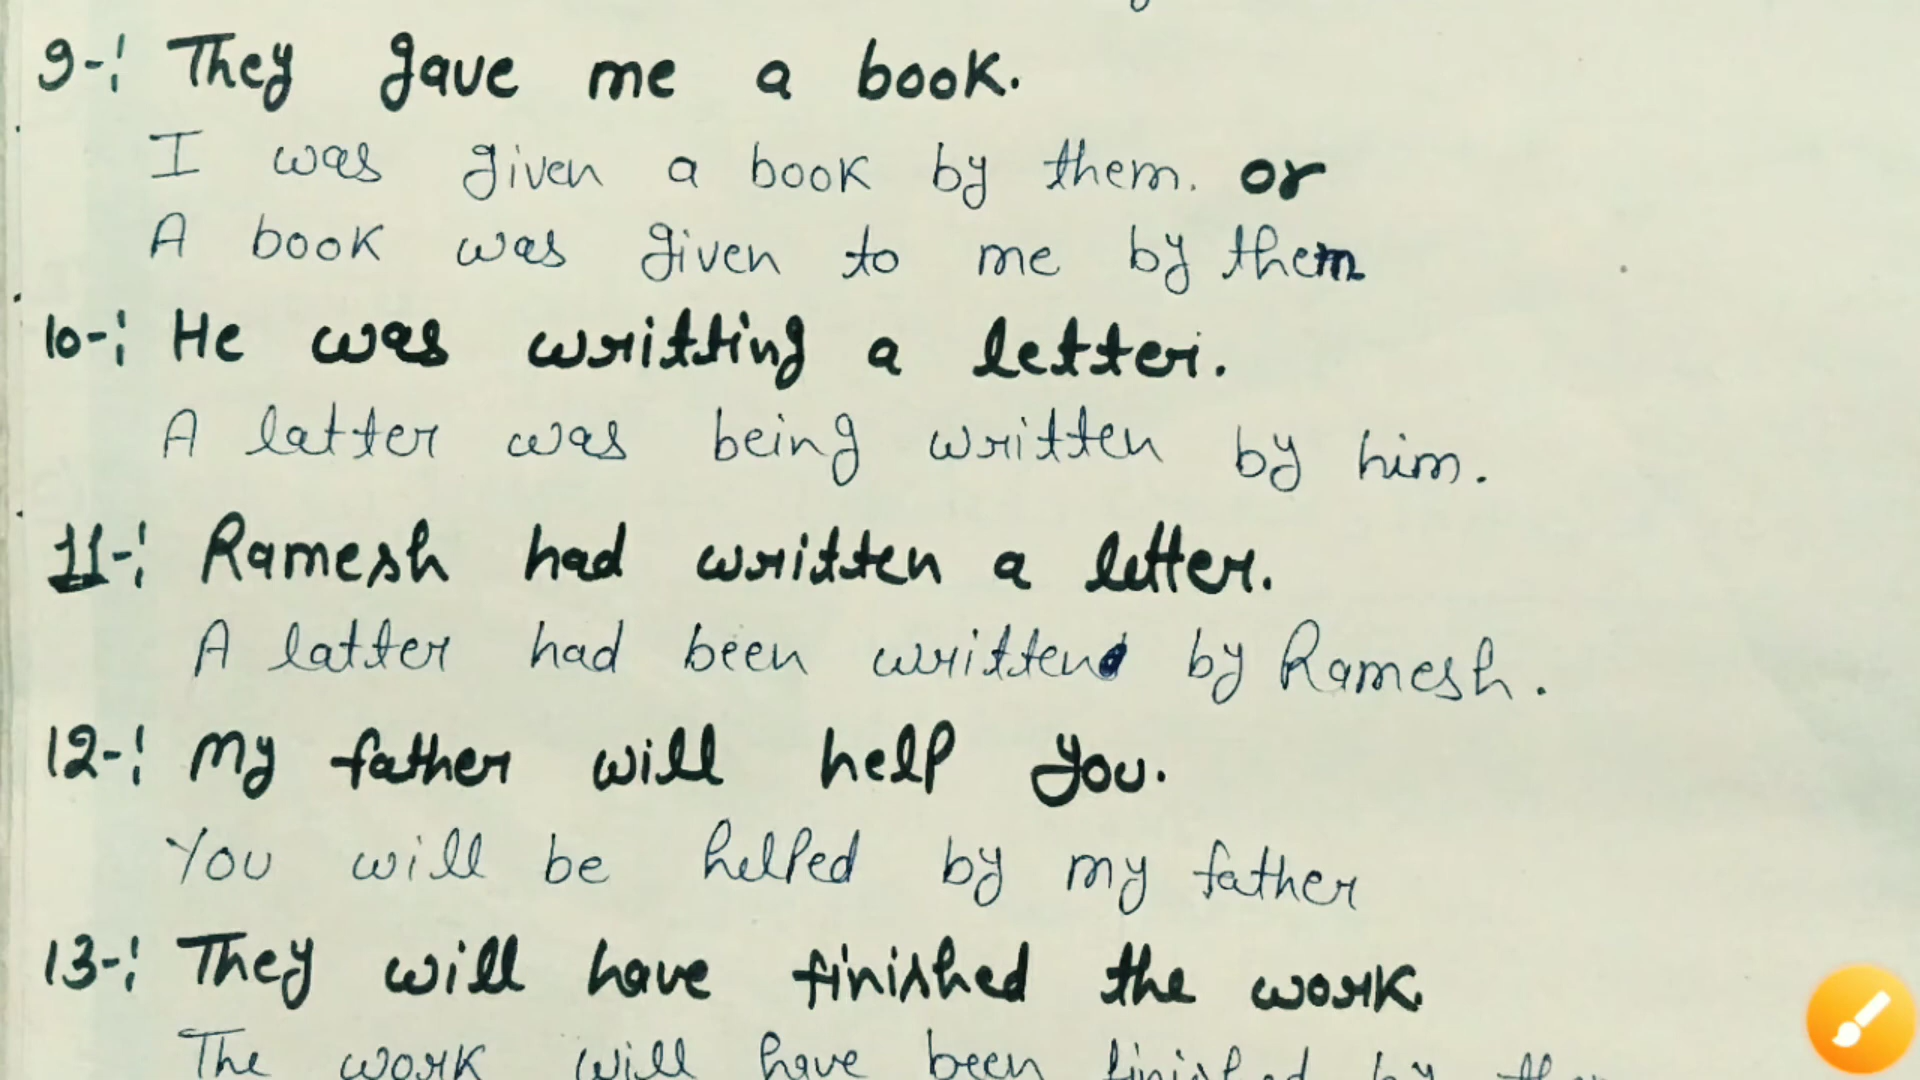 9-! They gave me a book.
I was given a book by them. or
A book was given to me by them
10-! He was writting a letter.
A latter was being written by him.
11-! Ramesh had written a letter.
A latter had been written by Ramesh.
12-! My father will help you.
You will be helped by my father
13-! They will have finished the work.
The work will have been finished by